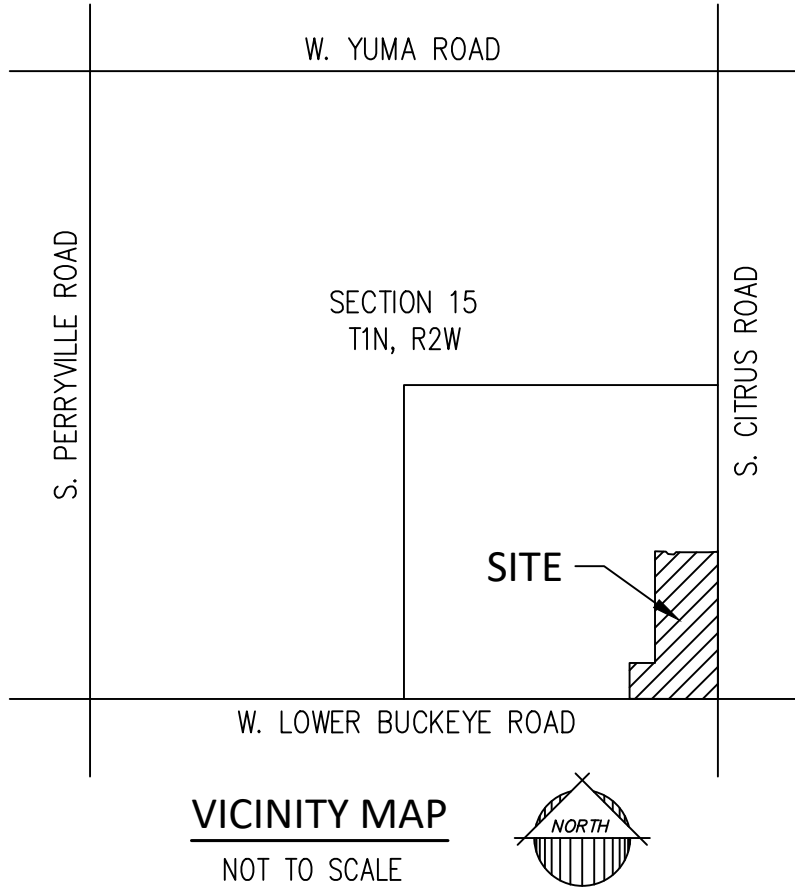 W. YUMA ROAD
S. PERRYVILLE ROAD
SECTION 15
T1N, R2W
S. CITRUS ROAD
SITE
W. LOWER BUCKEYE ROAD
VICINITY MAP
NOT TO SCALE
NORTH